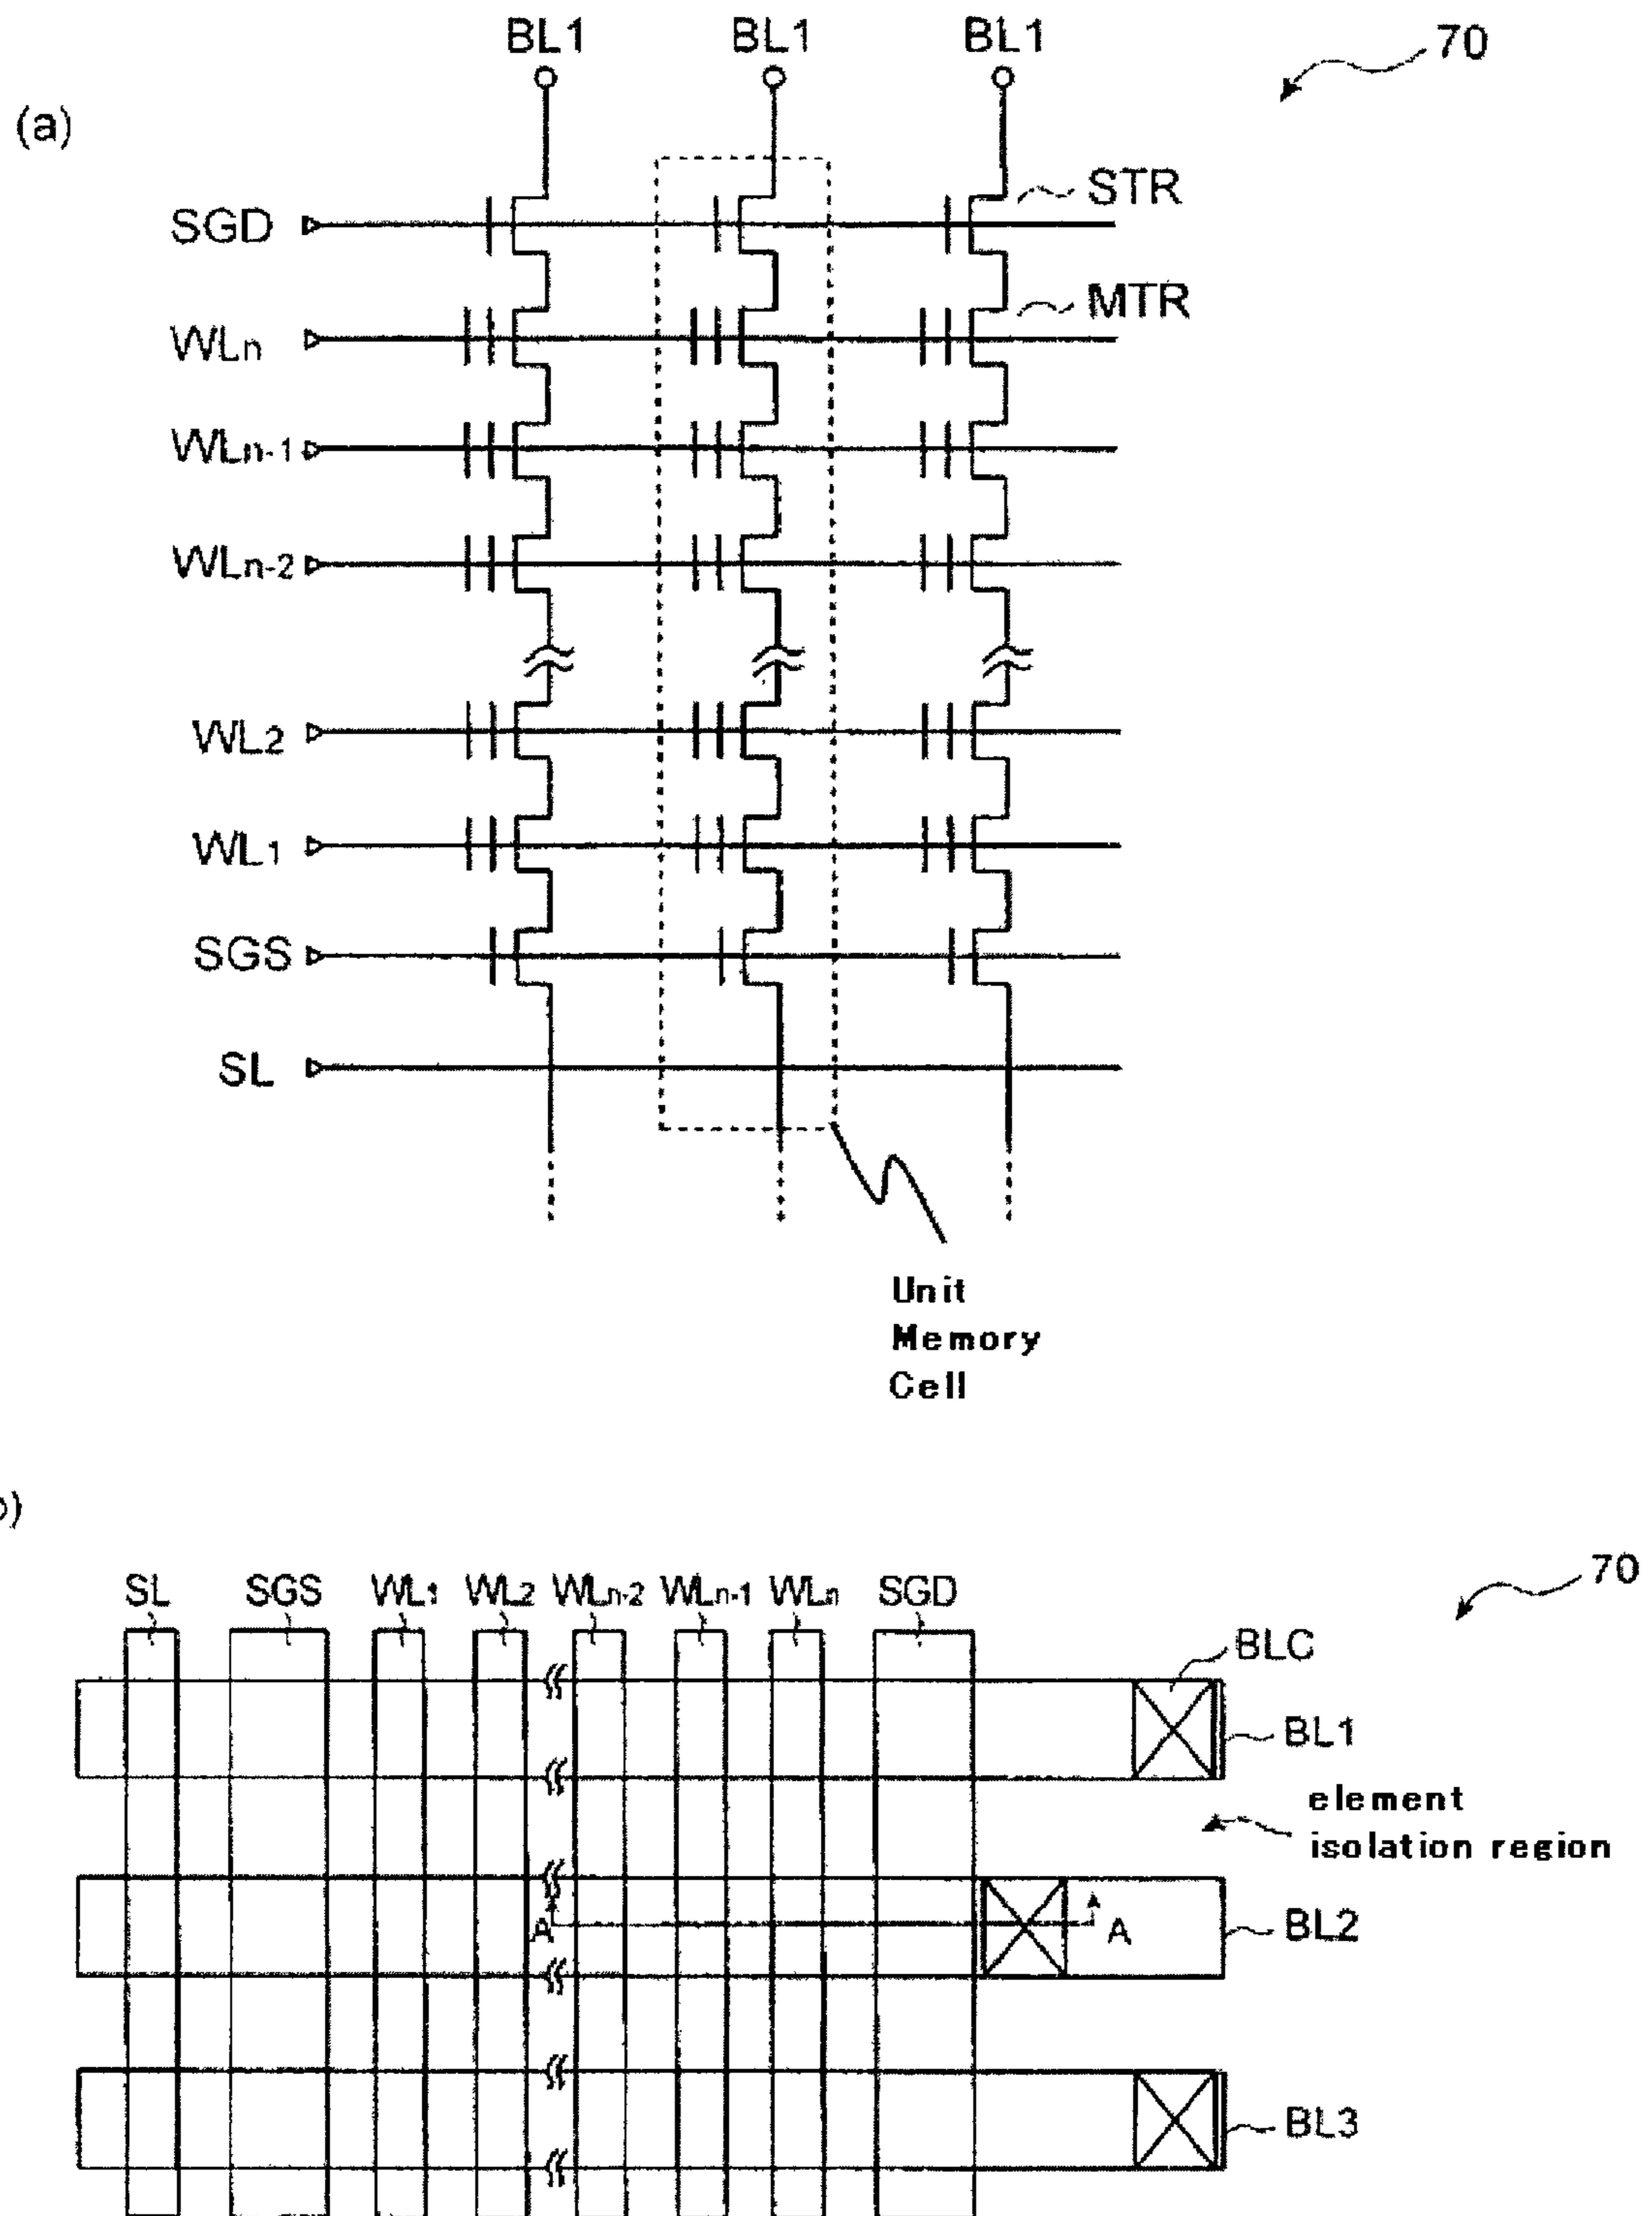 BL1 BL1 BL1
70
(a)
STR
SGD
MTR
WLn
WLn-1
WLn-2
WL2
WL1
SGS
SL
Unit
Memory
Cell
b)
70
SL SGS WL1 WL2 WLn-2 WLn-1 WLn SGD
BLC
BL1
element
isolation region
A A
BL2
BL3